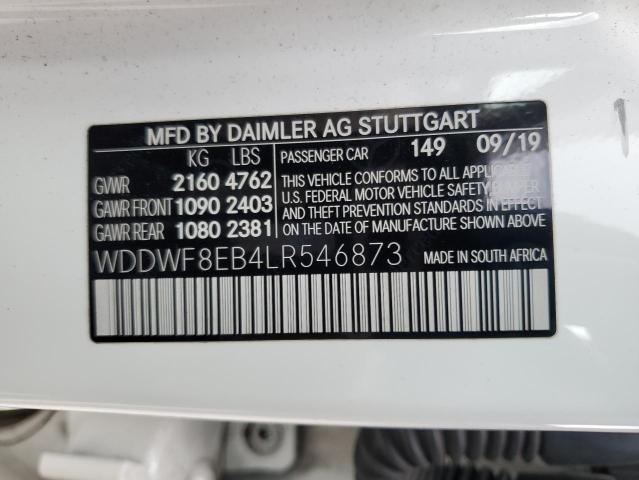 MFD BY DAIMLER AG STUTTGART
KG LBS PASSENGER CAR 149 09/19
GVWR 2160 4762
GAWR FRONT 1090 2403
GAWR REAR 1080 2381
THIS VEHICLE CONFORMS TO ALL APPLICABLE
U.S. FEDERAL MOTOR VEHICLE SAFETY BUMPER
AND THEFT PREVENTION STANDARDS IN EFFECT
ON THE DATE OF MANUFACTURE SHOWN ABOVE.
WDDWF8EB4LR546873 MADE IN SOUTH AFRICA